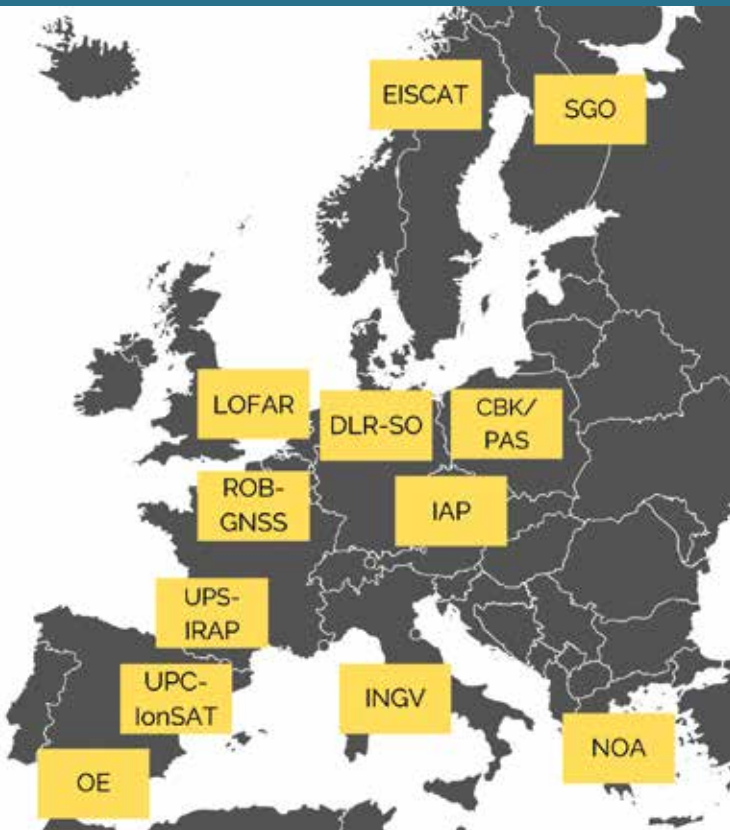 EISCAT
SGO
LOFAR
DLR-SO
CBK/
PAS
ROB-
GNSS
IAP
UPS-
IRAP
UPC-
IonSAT
INGV
NOA
OE